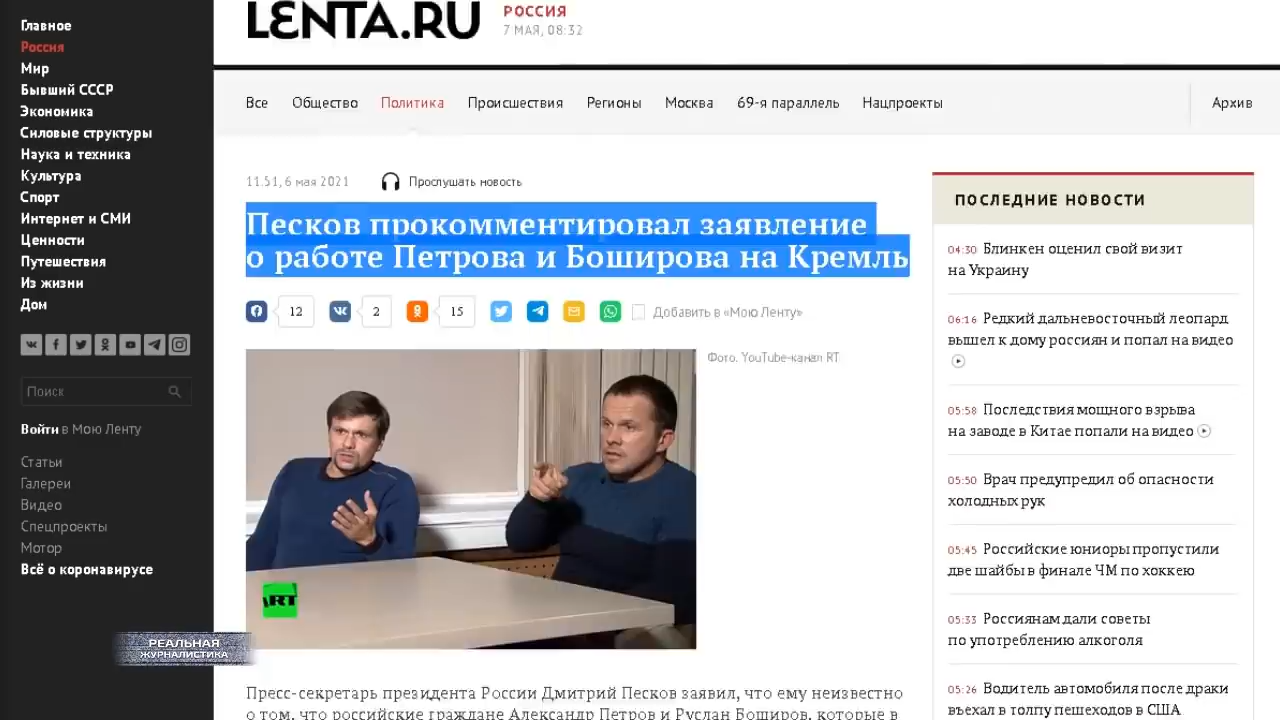 Главное
Россия
Мир
Бывший СССР
Экономика
Силовые структуры
Наука и техника
Культура
Спорт
Интернет и СМИ
Ценности
Путешествия
Из жизни
Дом
Поиск
Войти в Мою Ленту
Статьи
Галереи
Видео
Спецпроекты
Мотор
Всё о коронавирусе
LENTA.RU
РОССИЯ
7 МАЯ, 08:32
Все Общество Политика Происшествия Регионы Москва 69-я параллель Нацпроекты Архив
11:51, 6 мая 2021 Прослушать новость
Песков прокомментировал заявление
о работе Петрова и Боширова на Кремль
12 2 15 Добавить в «Мою Ленту»
Фото: YouTube-канал RT
RT
РЕАЛЬНАЯ
ЖУРНАЛИСТИКА
Пресс-секретарь президента России Дмитрий Песков заявил, что ему неизвестно
о том, что российские граждане Александр Петров и Руслан Боширов, которые в
ПОСЛЕДНИЕ НОВОСТИ
04:30 Блинкен оценил свой визит
на Украину
06:16 Редкий дальневосточный леопард
вышел к дому россиян и попал на видео
05:58 Последствия мощного взрыва
на заводе в Китае попали на видео
05:50 Врач предупредил об опасности
холодных рук
05:45 Российские юниоры пропустили
две шайбы в финале ЧМ по хоккею
05:33 Россиянам дали советы
по употреблению алкоголя
05:26 Водитель автомобиля после драки
въехал в толпу пешеходов в США